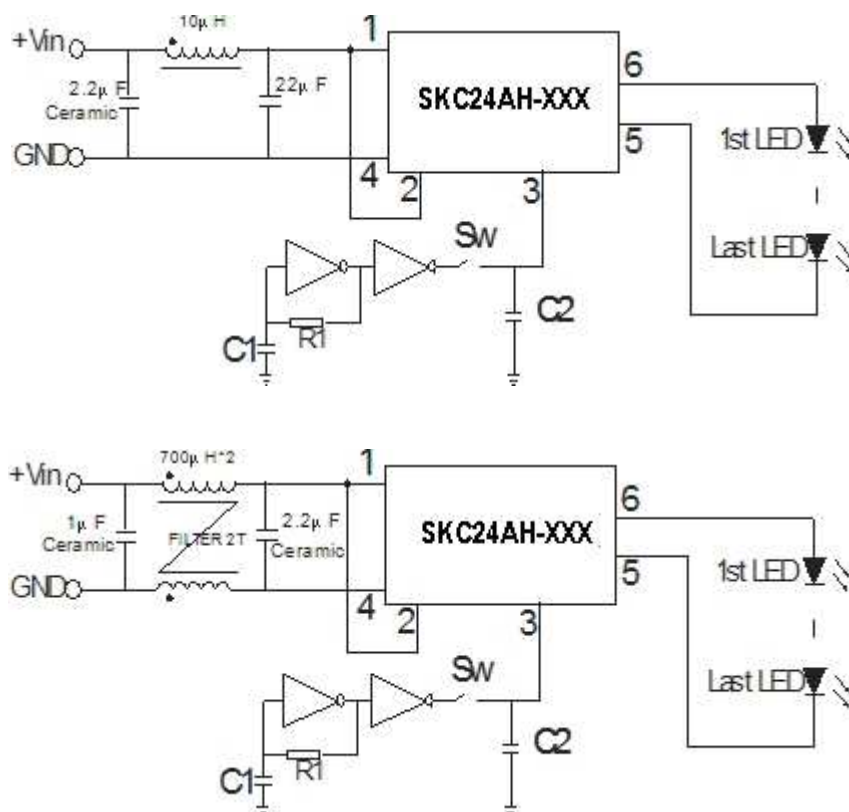 10μ H
+Vin
1
6
2.2μ F
Ceramic
22μ F
SKC24AH-XXX
5
1st LED
GND
4
2
3
Last LED
Sw
C1
R1
C2
700μ H*2
+Vin
1
6
1μ F
Ceramic
FILTER 2T
2.2μ F
Ceramic
SKC24AH-XXX
5
1st LED
GND
4
2
3
Last LED
Sw
C1
R1
C2